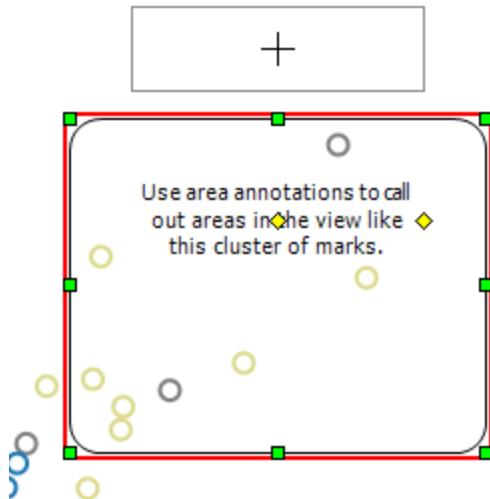 Use area annotations to call
out areas in the view like
this cluster of marks.